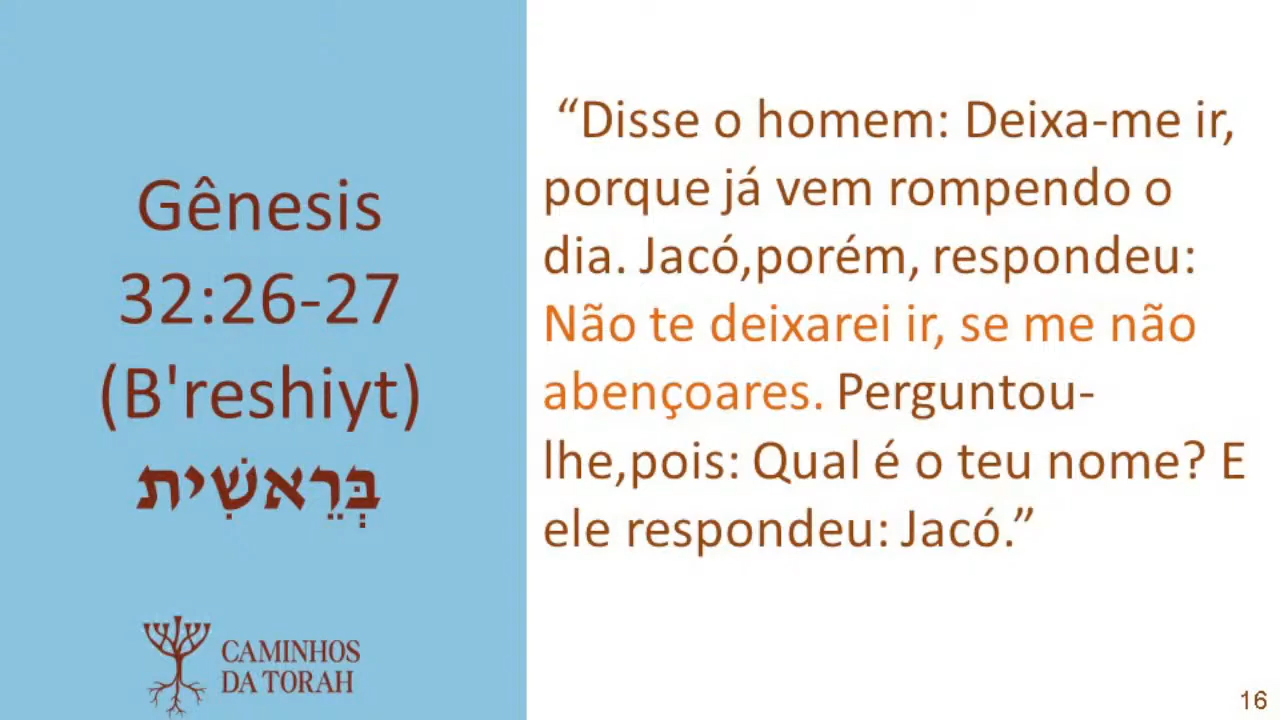 Gênesis
32:26-27
(B'reshiyt)
בְּרֵאשִׁית
CAMINHOS
DA TORAH
“Disse o homem: Deixa-me ir,
porque já vem rompendo o
dia. Jacó,porém, respondeu:
Não te deixarei ir, se me não
abençoares. Perguntou-
lhe,pois: Qual é o teu nome? E
ele respondeu: Jacó.”
16